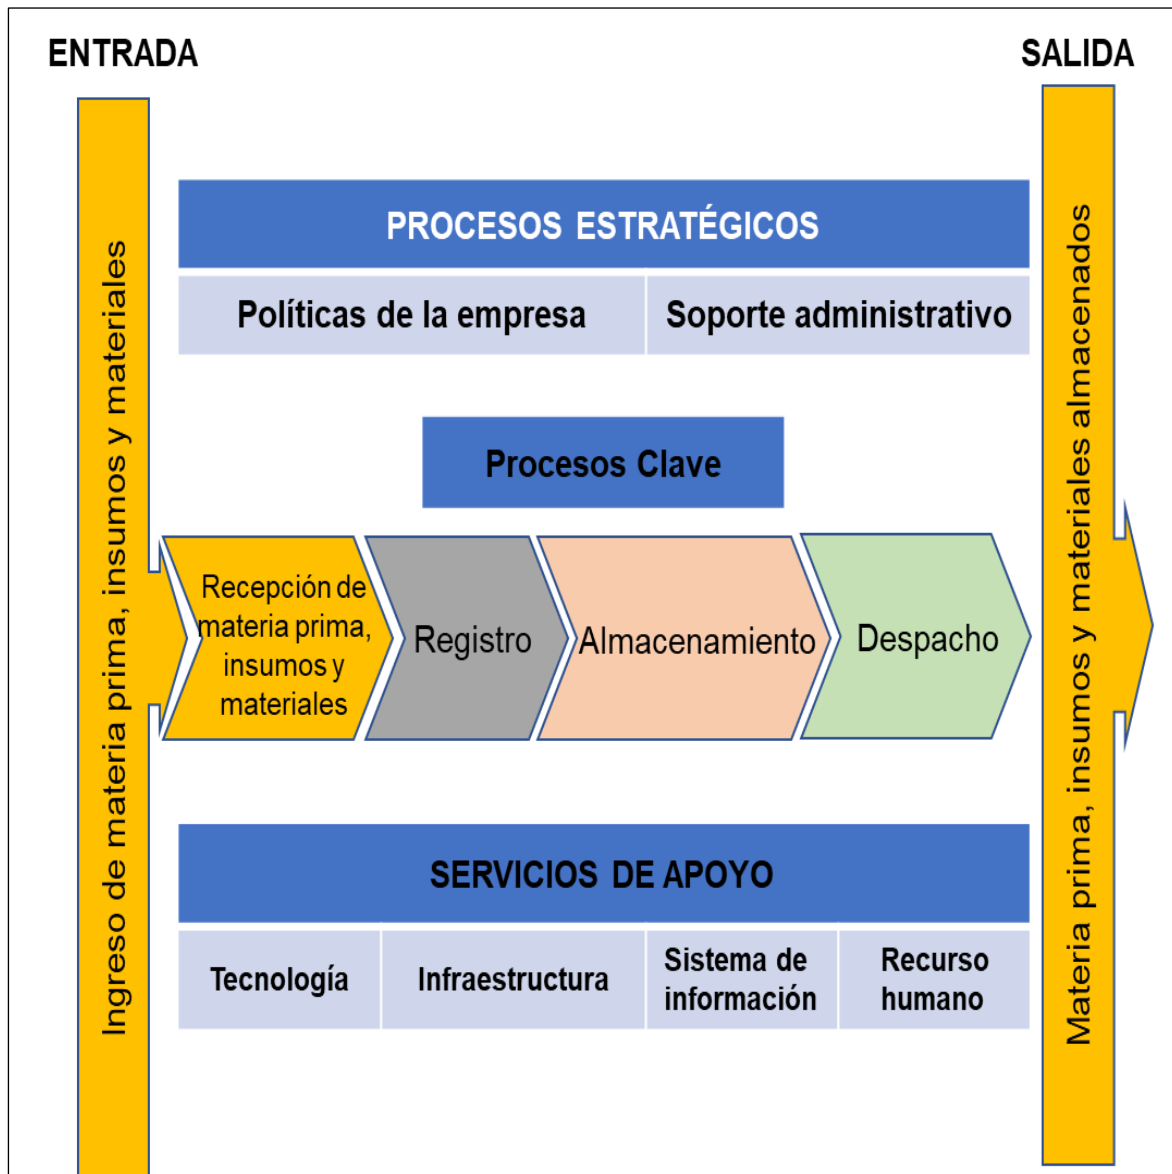 ENTRADA
SALIDA
Ingreso de materia prima, insumos y materiales
PROCESOS ESTRATÉGICOS
Políticas de la empresa
Soporte administrativo
Procesos Clave
Recepción de
materia prima,
insumos y
materiales
Registro
Almacenamiento
Despacho
SERVICIOS DE APOYO
Tecnología
Infraestructura
Sistema de
información
Recurso
humano
Materia prima, insumos y materiales almacenados